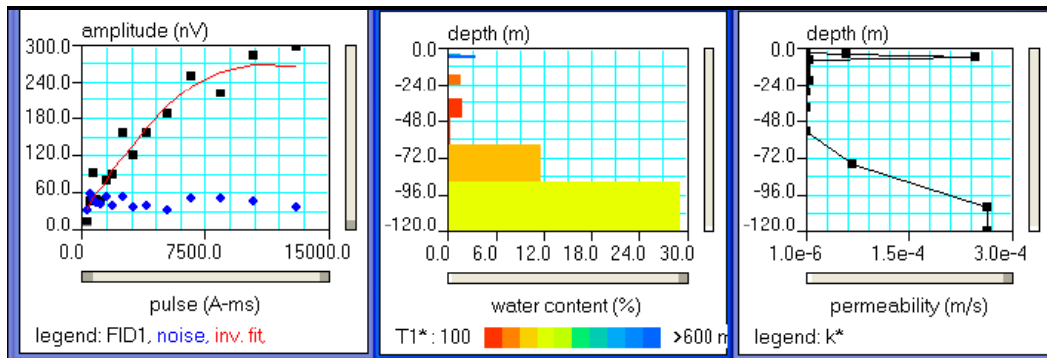 amplitude (nV)
300.0
240.0
180.0
120.0
60.0
0.0
0.0 7500.0 15000.0
pulse (A-ms)
legend: FID1, noise, inv. fit,
depth (m)
0.0
-24.0
-48.0
-72.0
-96.0
-120.0
0.0 6.0 12.0 18.0 24.0 30.0
water content (%)
T1* : 100 >600 m
depth (m)
0.0
-24.0
-48.0
-72.0
-96.0
-120.0
1.0e-6 1.5e-4 3.0e-4
permeability (m/s)
legend: k*